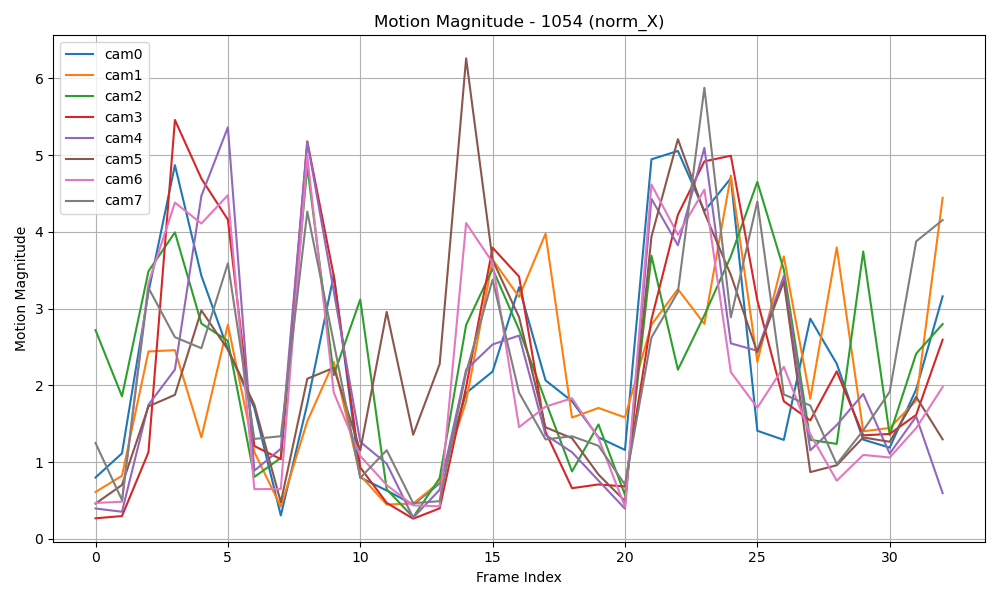 Motion Magnitude - 1054 (norm_X)
cam0
cam1
cam2
cam3
cam4
cam5
cam6
cam7
Motion Magnitude
6
5
4
3
2
1
0
0 5 10 15 20 25 30
Frame Index